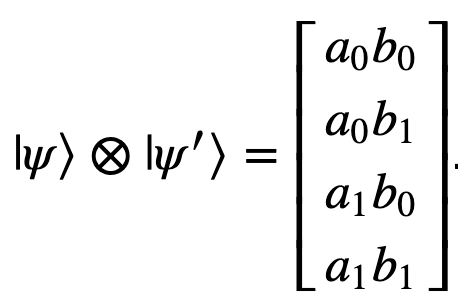 |ψ⟩ ⊗ |ψ′⟩ = [
a₀b₀
a₀b₁
a₁b₀
a₁b₁
].